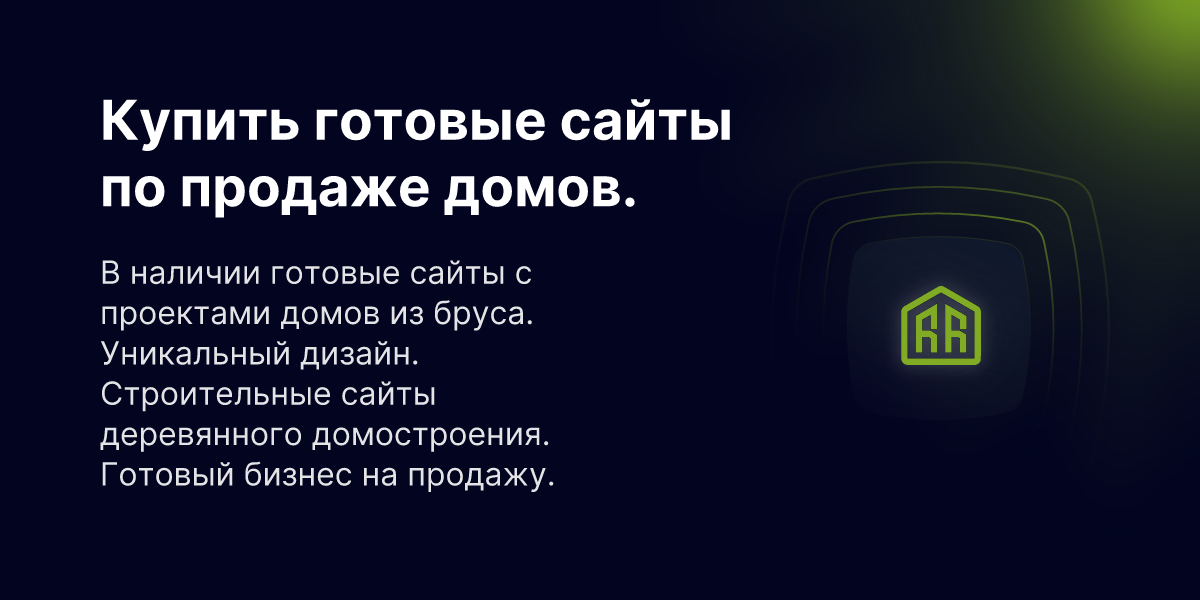 Купить готовые сайты
по продаже домов.
В наличии готовые сайты с
проектами домов из бруса.
Уникальный дизайн.
Строительные сайты
деревянного домостроения.
Готовый бизнес на продажу.